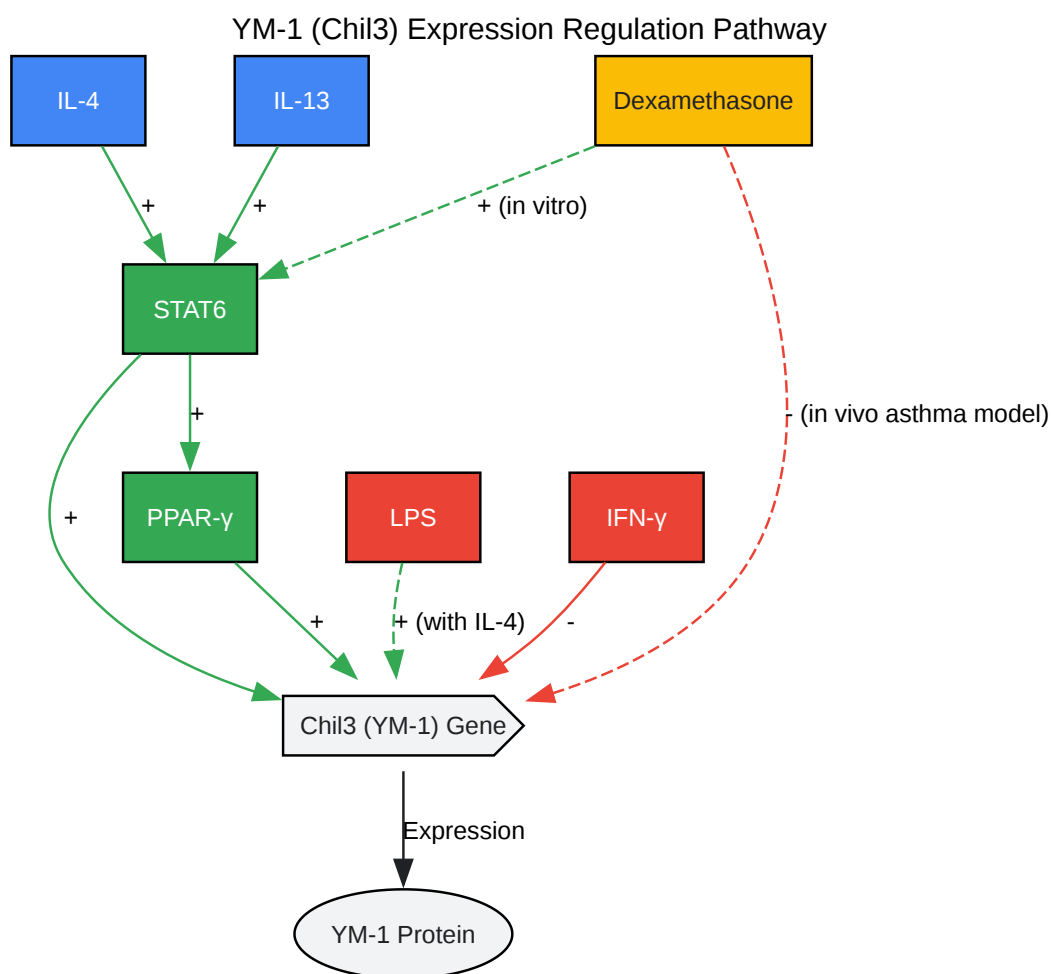 YM-1 (Chil3) Expression Regulation Pathway
IL-4
IL-13
Dexamethasone
+
+
+ (in vitro)
STAT6
+
- (in vivo asthma model)
PPAR-γ
LPS
IFN-γ
+
+
+ (with IL-4)
-
Chil3 (YM-1) Gene
Expression
YM-1 Protein